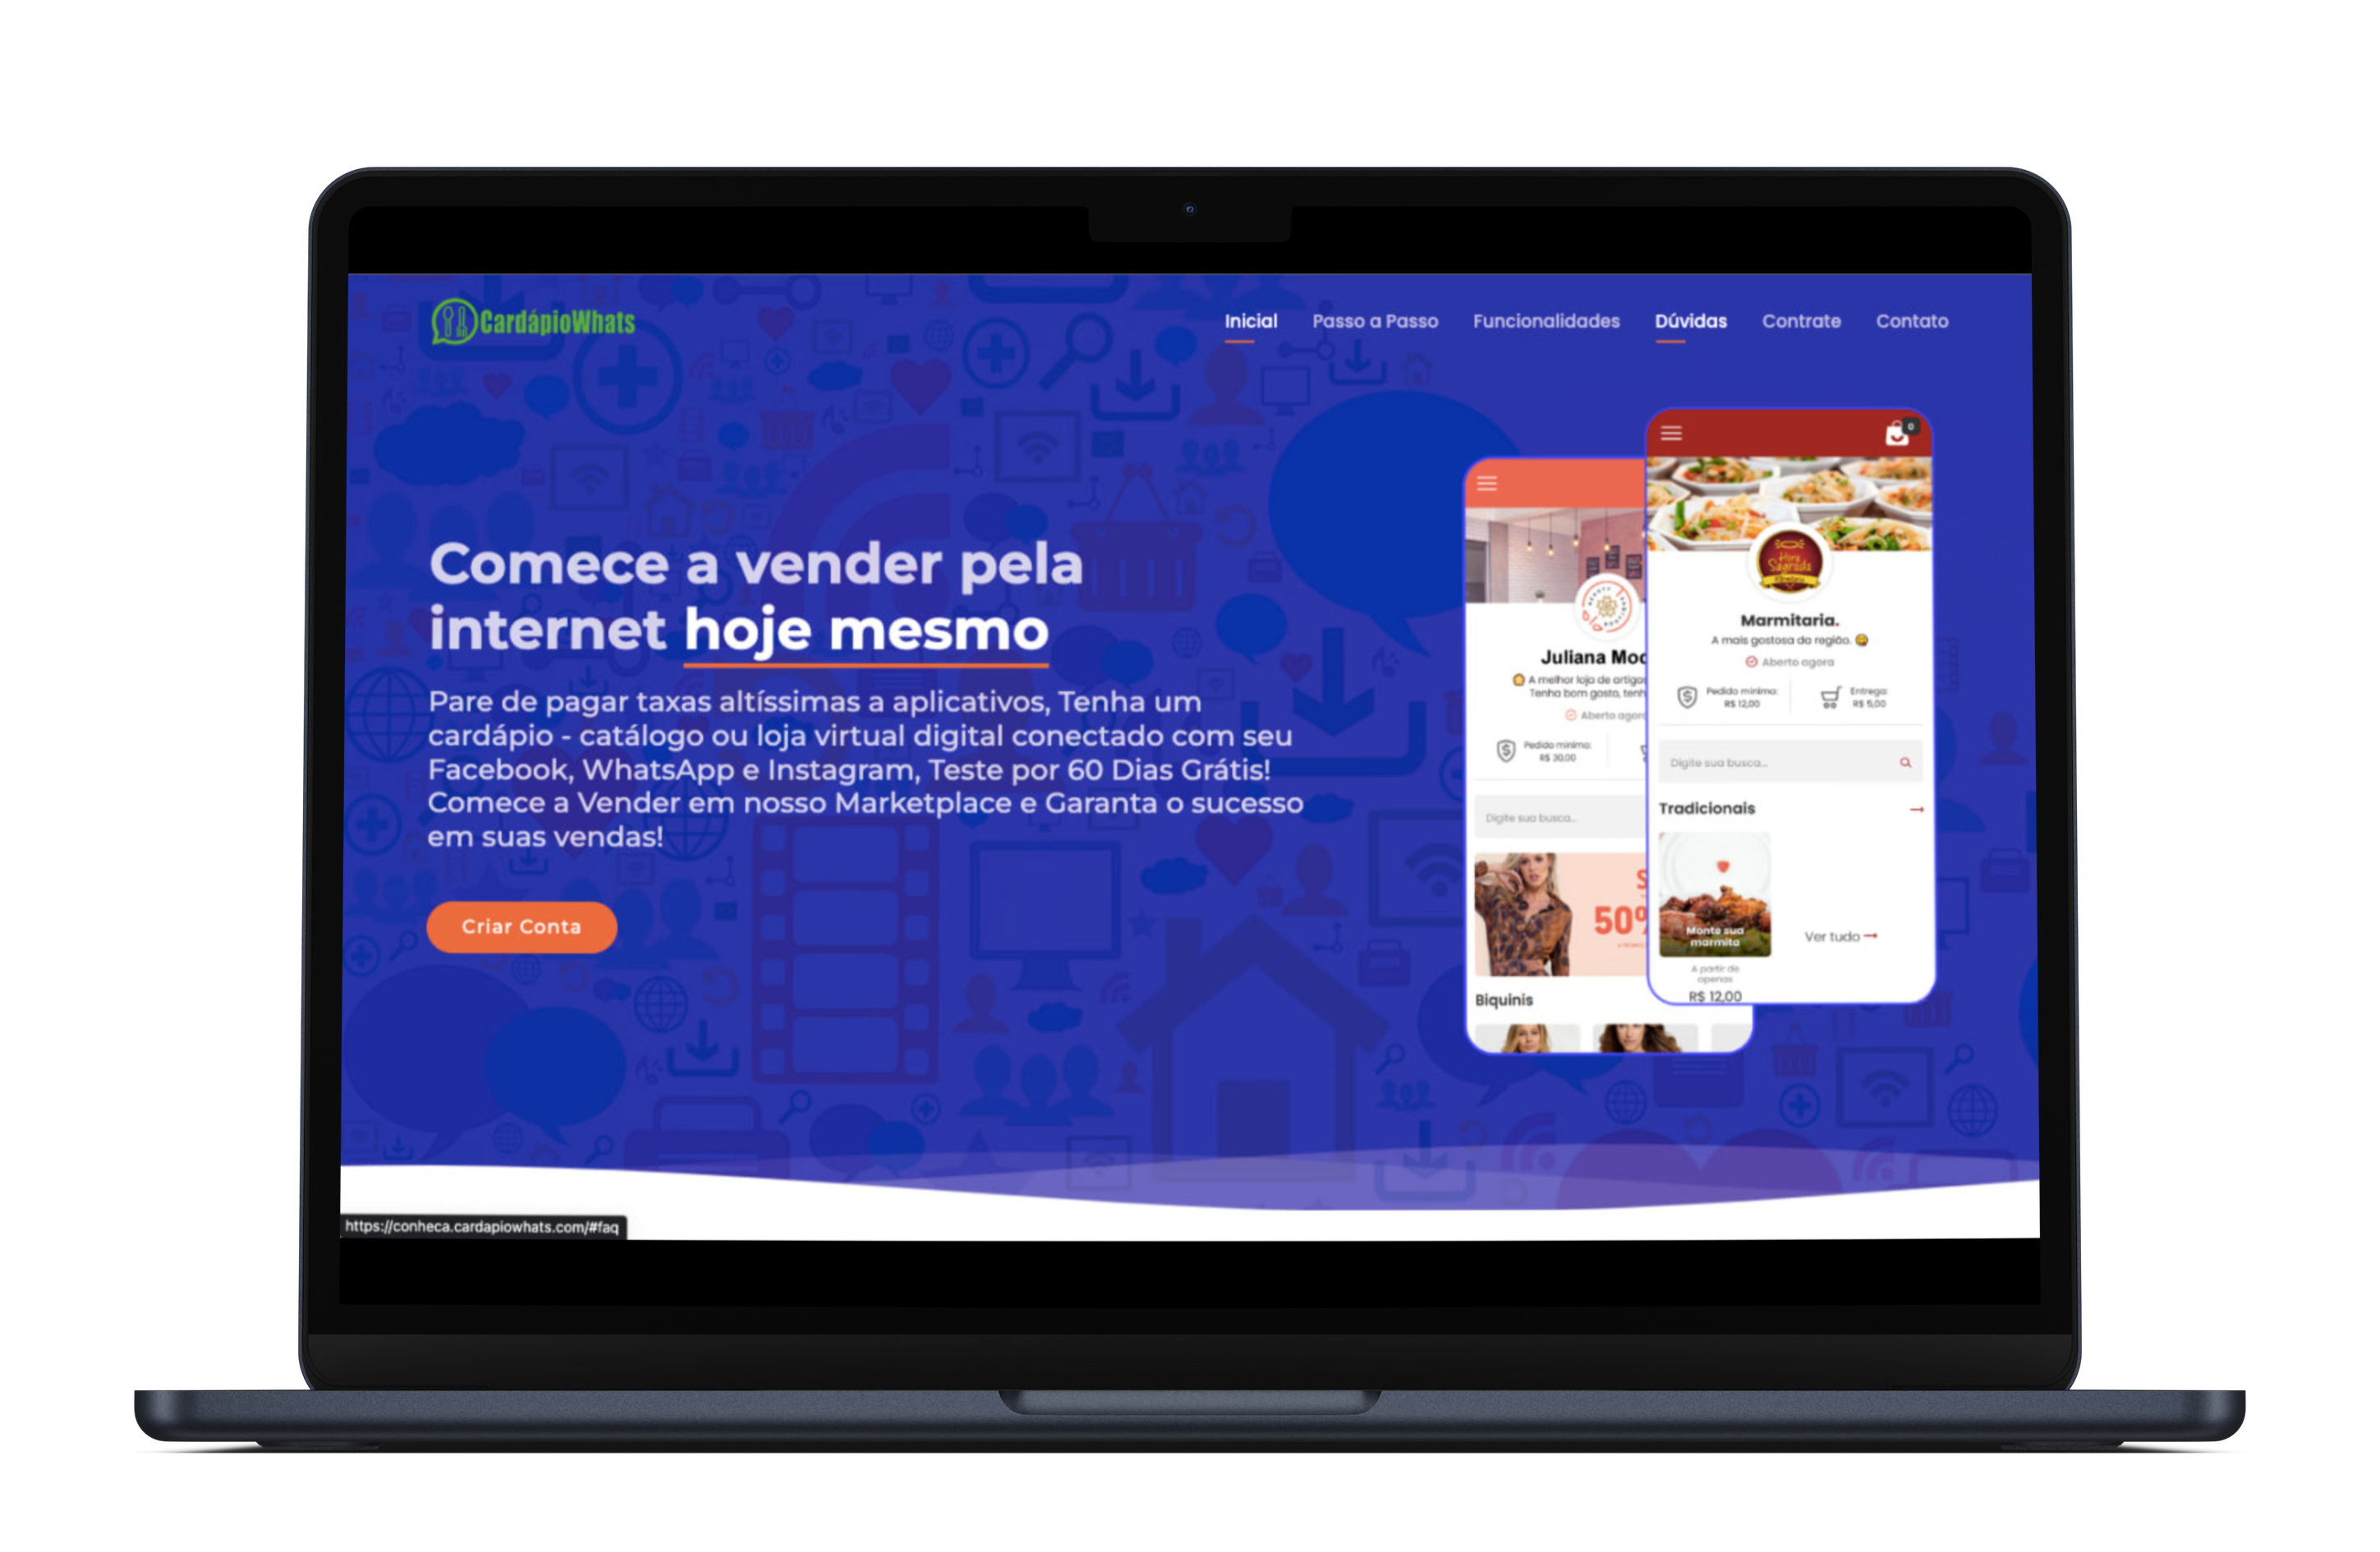 CardápioWhats
Inicial Passo a Passo Funcionalidades Dúvidas Contrate Contato
Comece a vender pela
internet hoje mesmo
Pare de pagar taxas altíssimas a aplicativos, Tenha um
cardápio - catálogo ou loja virtual digital conectado com seu
Facebook, WhatsApp e Instagram, Teste por 60 Dias Grátis!
Comece a Vender em nosso Marketplace e Garanta o sucesso
em suas vendas!
Criar Conta
Juliana Moc
A melhor loja de artigos
Tenha bom gosto, tenh
Aberto agora
Pedido mínimo:
R$ 30,00
Digite sua busca...
50%
Biquinis
0
Hora
Sagrada
Marmitaria.
A mais gostosa da região.
Aberto agora
Pedido mínimo:
R$ 12,00
Entrega:
R$ 5,00
Digite sua busca...
Tradicionais
Monte sua
marmita
Ver tudo
A partir de
apenas
R$ 12,00
https://conheca.cardapiowhats.com/#faq